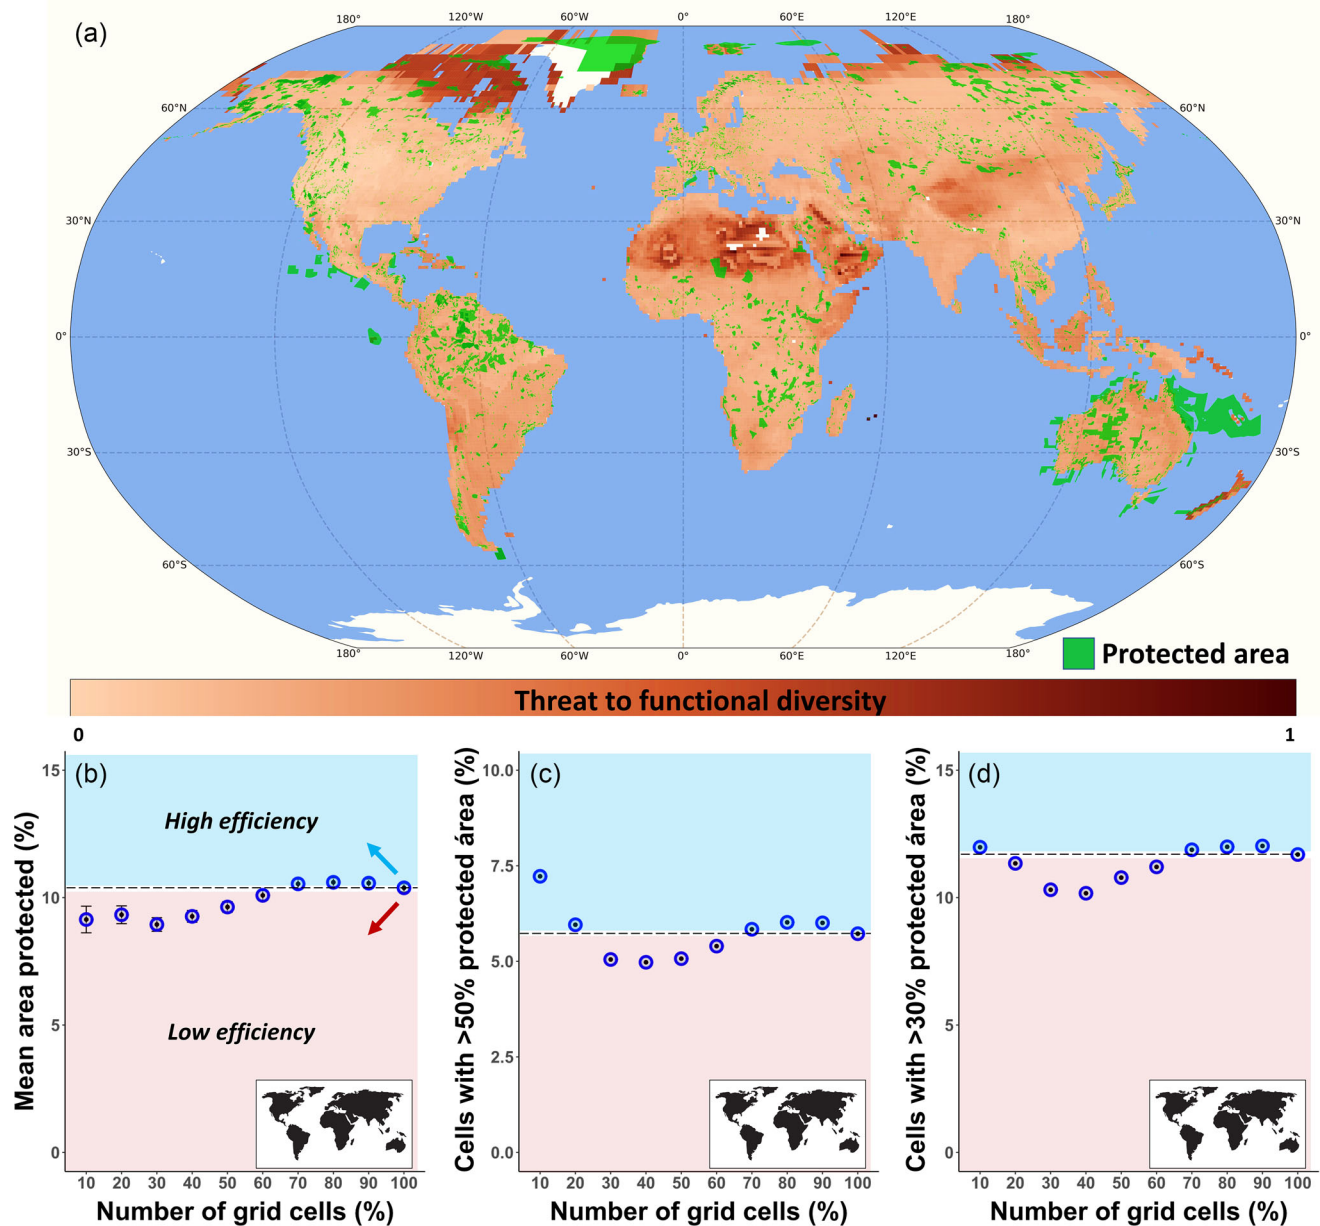 (a)
180° 120°W 60°W 0° 60°E 120°E 180°
60°N 60°N
30°N 30°N
0° 0°
30°S 30°S
60°S 60°S
180° 120°W 60°W 0° 60°E 120°E 180°
Protected area
Threat to functional diversity
0 1
(b)
Mean area protected (%)
15
10
5
0
High efficiency
Low efficiency
10 20 30 40 50 60 70 80 90 100
Number of grid cells (%)
(c)
Cells with >50% protected área (%)
10.0
7.5
5.0
2.5
0.0
10 20 30 40 50 60 70 80 90 100
Number of grid cells (%)
(d)
Cells with >30% protected área (%)
15
10
5
0
10 20 30 40 50 60 70 80 90 100
Number of grid cells (%)